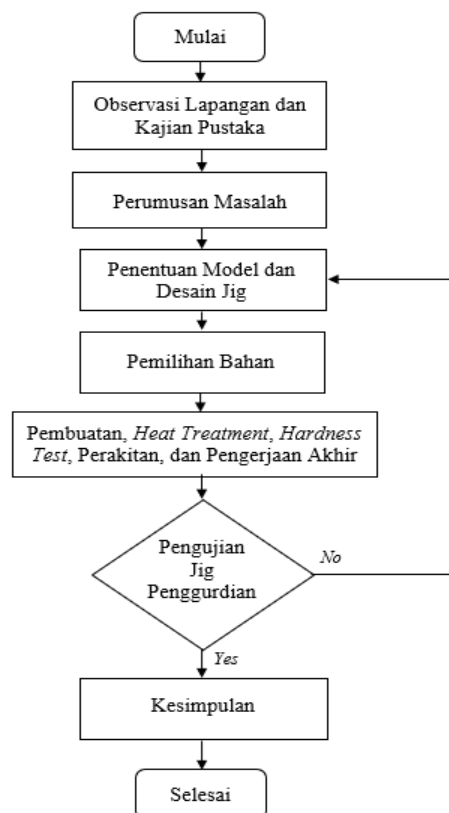 Mulai
Observasi Lapangan dan
Kajian Pustaka
Perumusan Masalah
Penentuan Model dan
Desain Jig
Pemilihan Bahan
Pembuatan, Heat Treatment, Hardness
Test, Perakitan, dan Pengerjaan Akhir
Pengujian
Jig
Penggurdian
No
Yes
Kesimpulan
Selesai